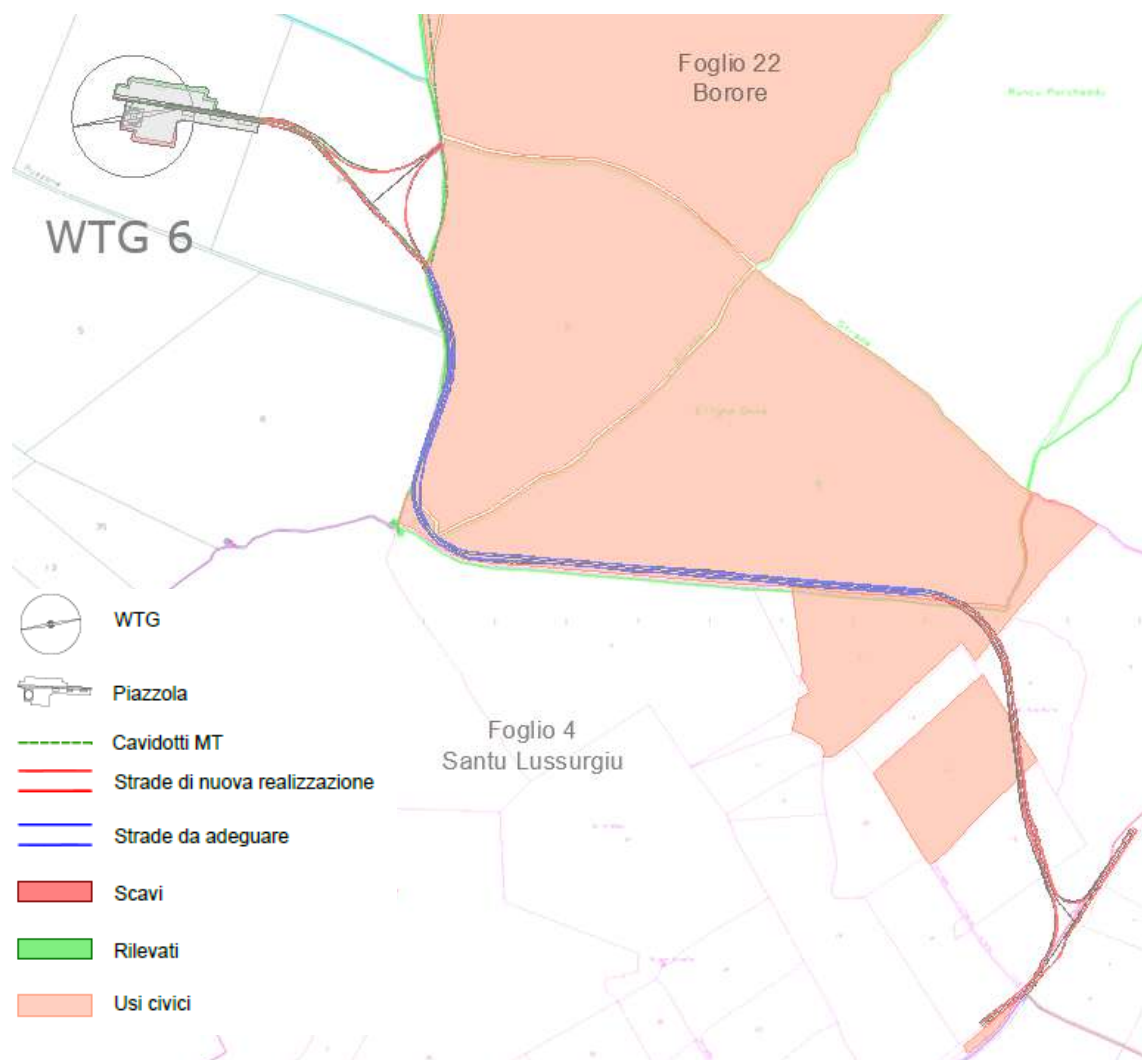 Foglio 22
Borore
WTG 6
Strada
Foglio 4
Santu Lussurgiu
WTG
Piazzola
Cavidotti MT
Strade di nuova realizzazione
Strade da adeguare
Scavi
Rilevati
Usi civici